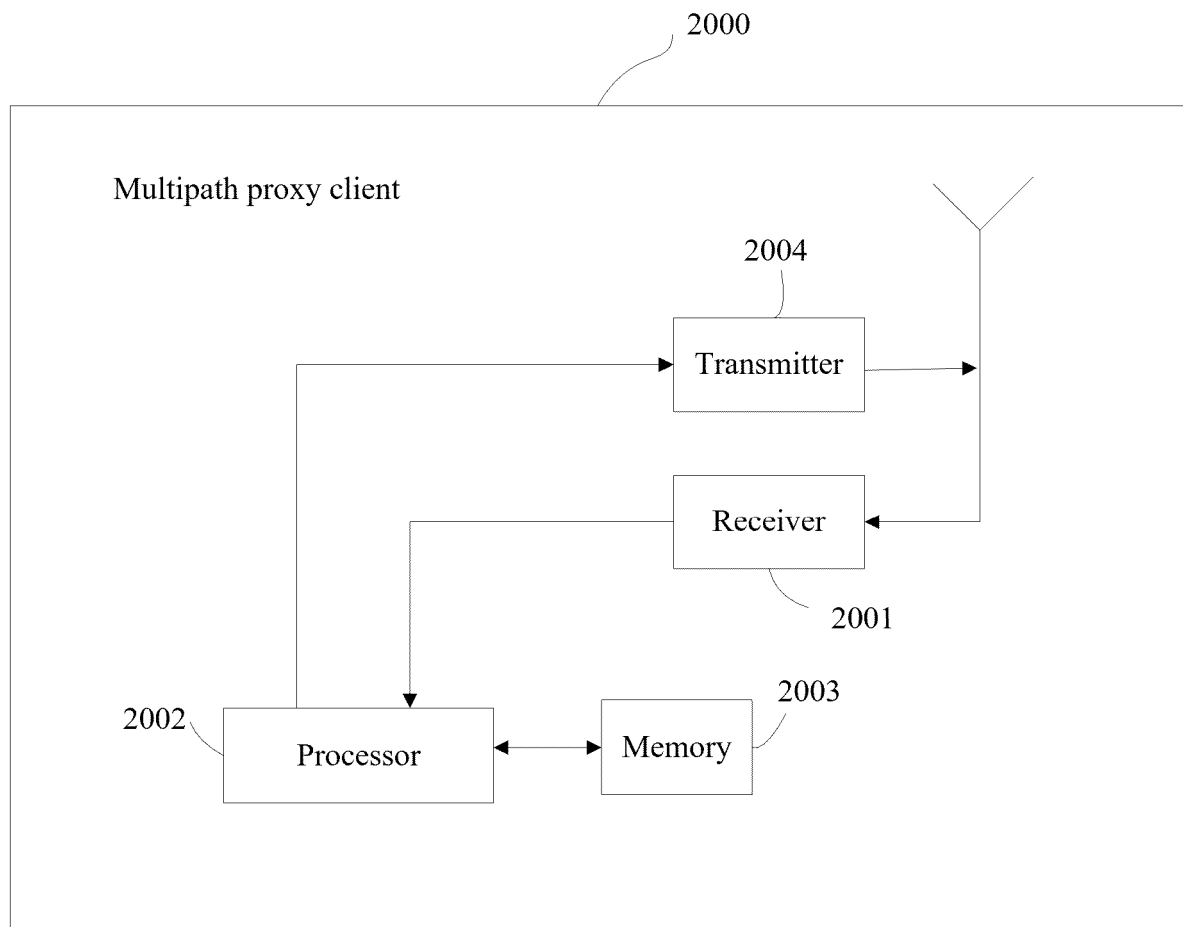 2000
Multipath proxy client
2004
Transmitter
Receiver
2001
2002
Processor
Memory
2003